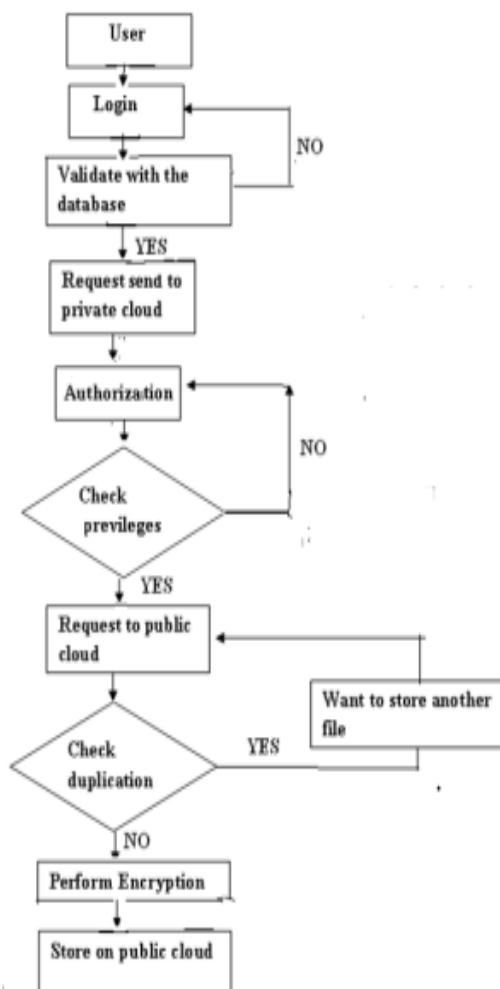 User
Login
NO
Validate with the
database
YES
Request send to
private cloud
Authorization
NO
Check
previleges
YES
Request to public
cloud
Want to store another
file
Check
duplication
YES
NO
Perform Encryption
Store on public cloud